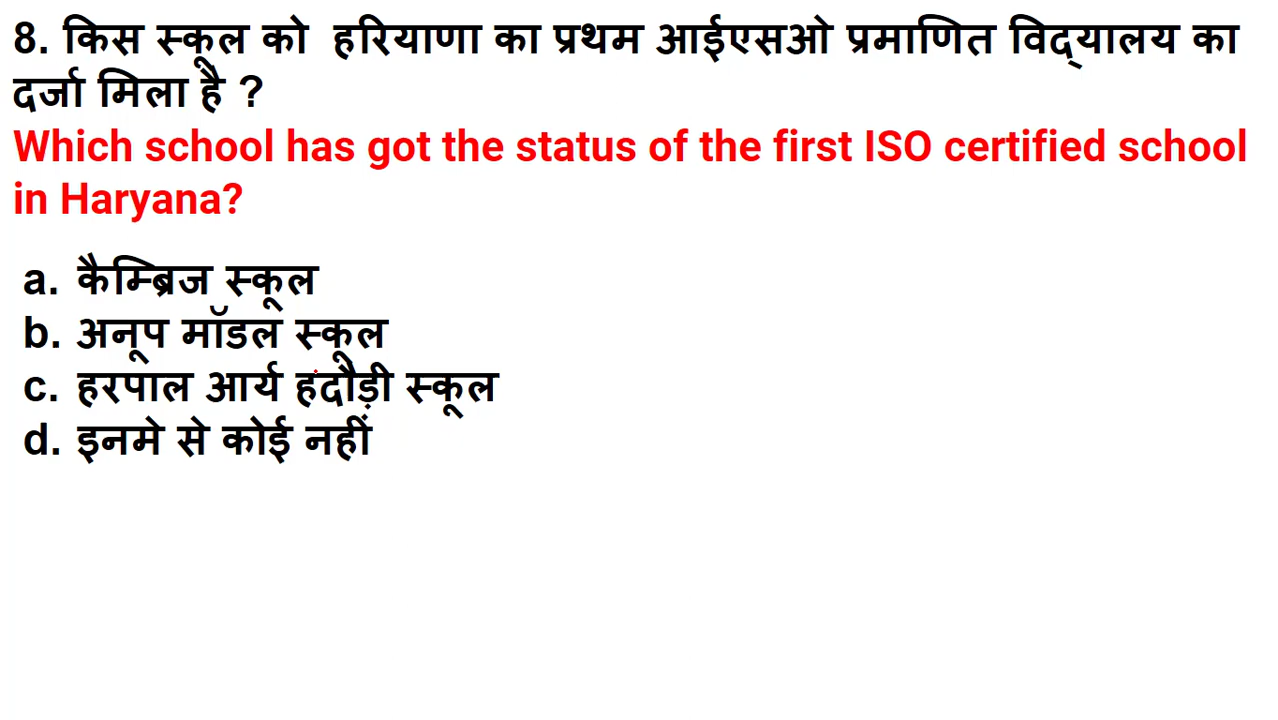 8. किस स्कूल को हरियाणा का प्रथम आईएसओ प्रमाणित विद्यालय का
दर्जा मिला है ?
Which school has got the status of the first ISO certified school
in Haryana?
a. कैम्ब्रिज स्कूल
b. अनूप मॉडल स्कूल
c. हरपाल आर्य हंदौड़ी स्कूल
d. इनमे से कोई नहीं